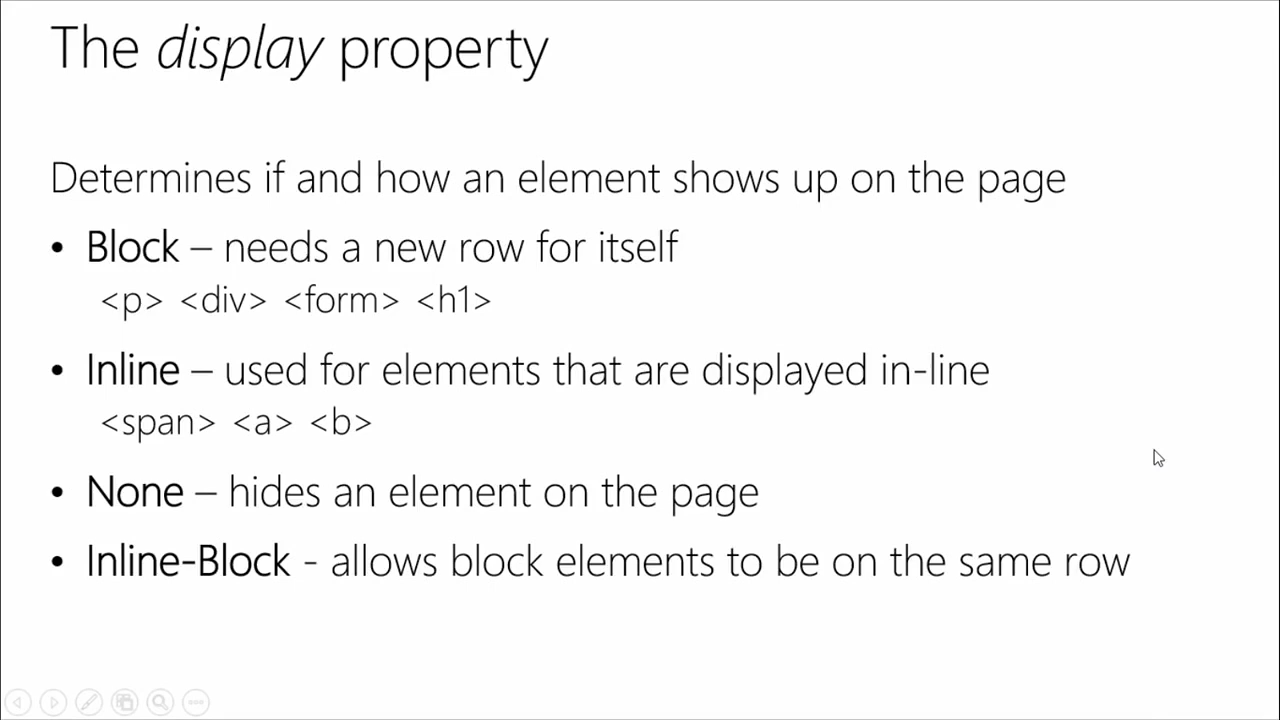 The display property
Determines if and how an element shows up on the page
• Block – needs a new row for itself
<p> <div> <form> <h1>
• Inline – used for elements that are displayed in-line
<span> <a> <b>
• None – hides an element on the page
• Inline-Block - allows block elements to be on the same row